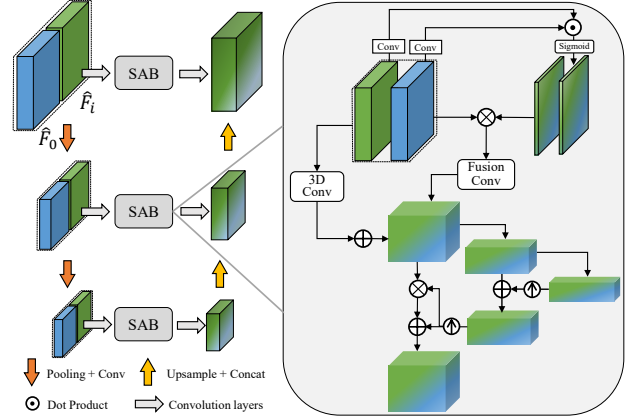 SAB
F̂i
F̂0
SAB
SAB
Pooling + Conv
Upsample + Concat
Dot Product
Convolution layers
Conv
Conv
Sigmoid
3D
Conv
Fusion
Conv